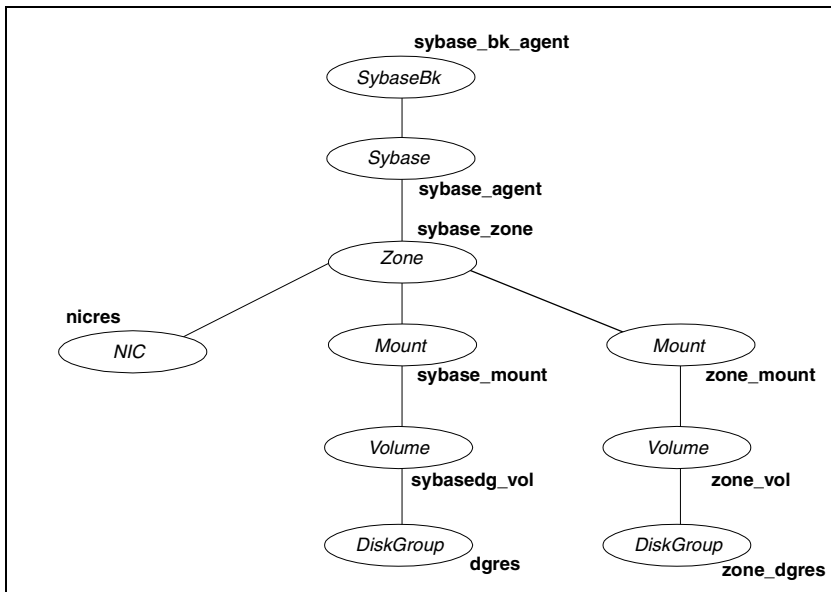 sybase_bk_agent
SybaseBk
Sybase
sybase_agent
sybase_zone
Zone
nicres
NIC
Mount
Mount
sybase_mount
zone_mount
Volume
Volume
sybasedg_vol
zone_vol
DiskGroup
DiskGroup
dgres
zone_dgres